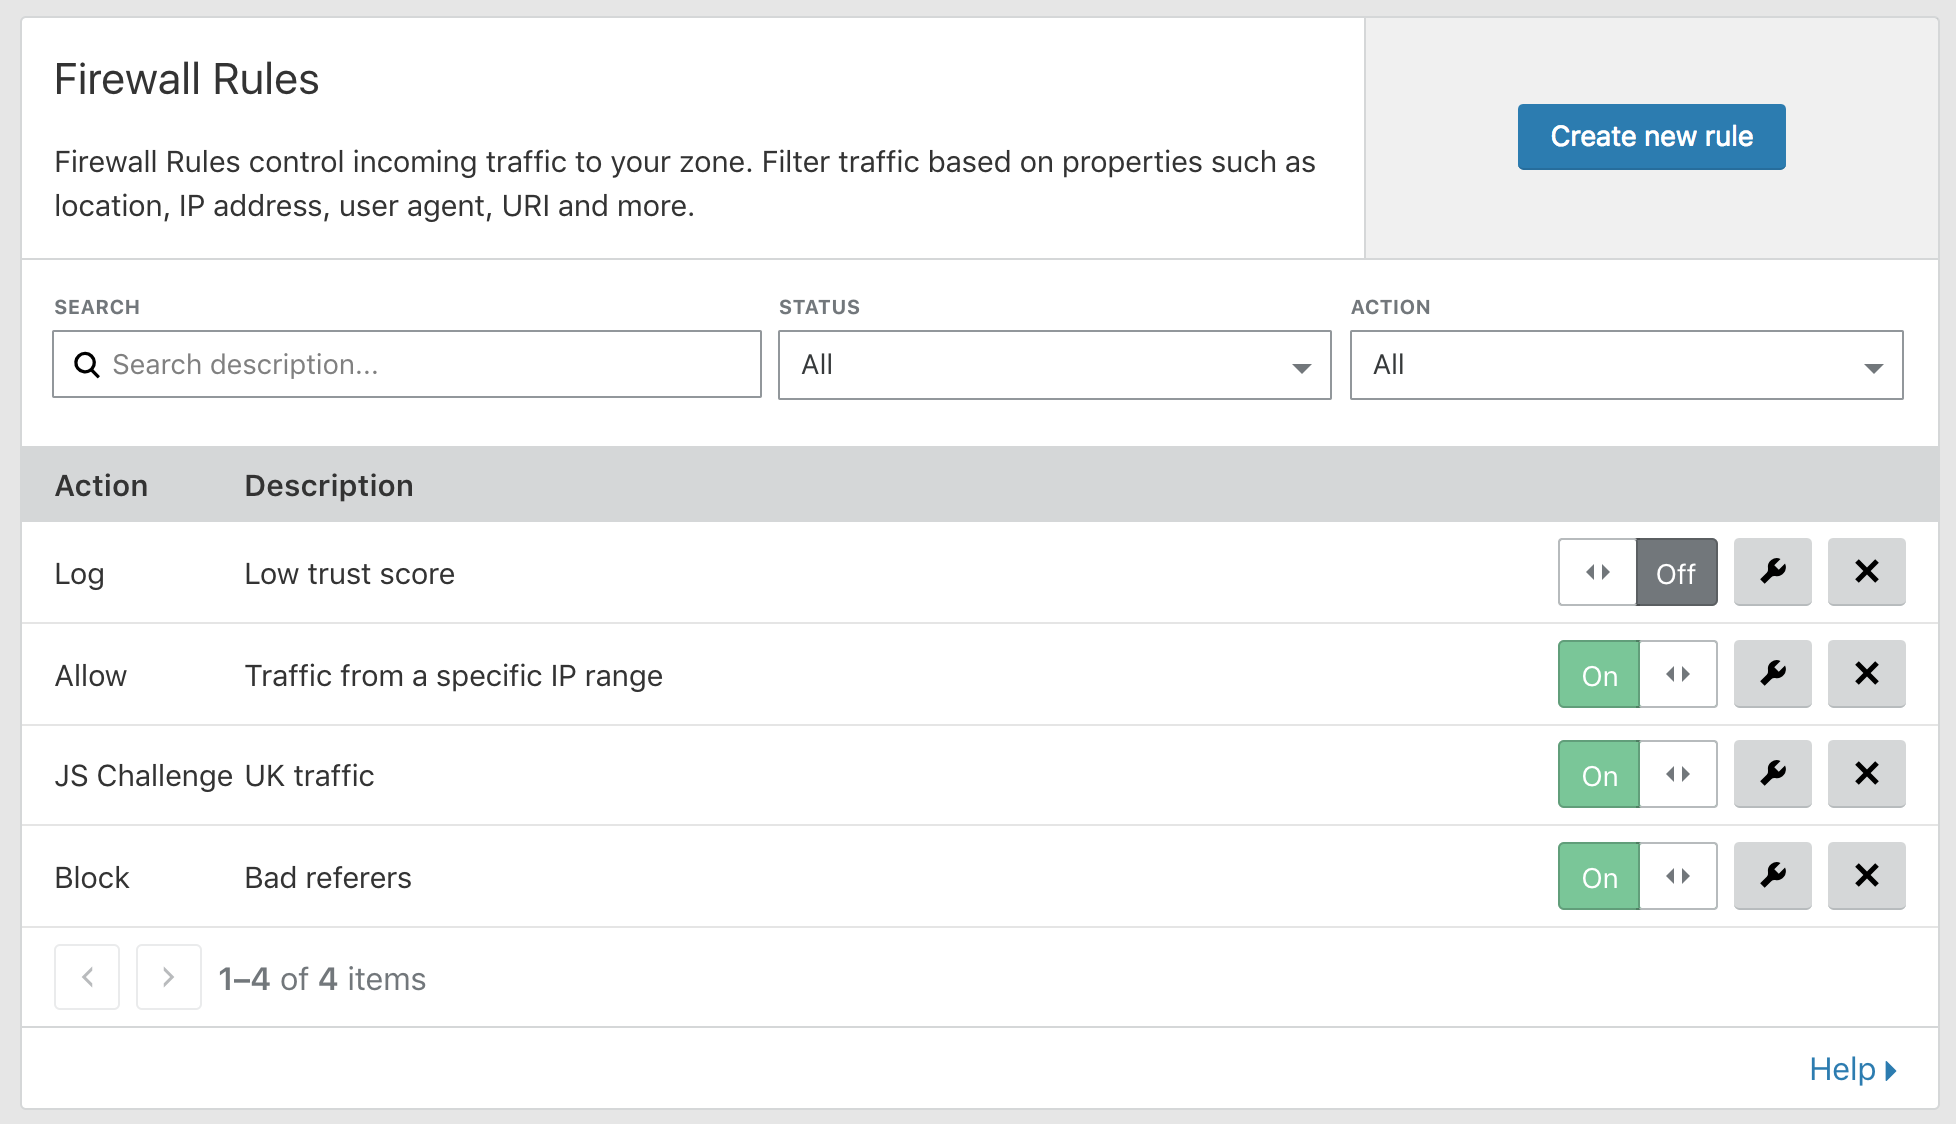 Firewall Rules
Create new rule
Firewall Rules control incoming traffic to your zone. Filter traffic based on properties such as
location, IP address, user agent, URI and more.
SEARCH STATUS ACTION
Search description... All All
Action Description
Log Low trust score Off
Allow Traffic from a specific IP range On
JS Challenge UK traffic On
Block Bad referers On
1–4 of 4 items
Help